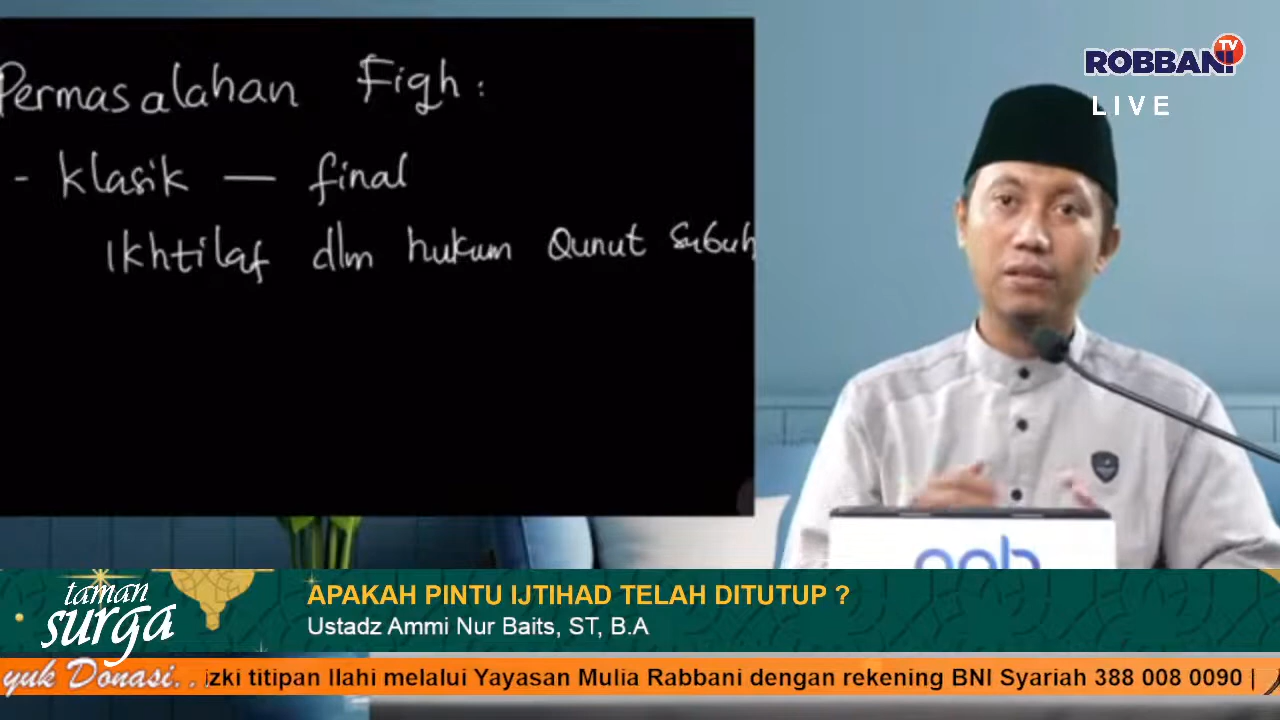 Permasalahan Fiqh :
- Klasik — final
Ikhtilaf dlm hukum Qunut Subuh
ROBBANI TV
LIVE
taman surga
APAKAH PINTU IJTIHAD TELAH DITUTUP ?
Ustadz Ammi Nur Baits, ST, B.A
yuk Donasi. . izki titipan Ilahi melalui Yayasan Mulia Rabbani dengan rekening BNI Syariah 388 008 0090 |